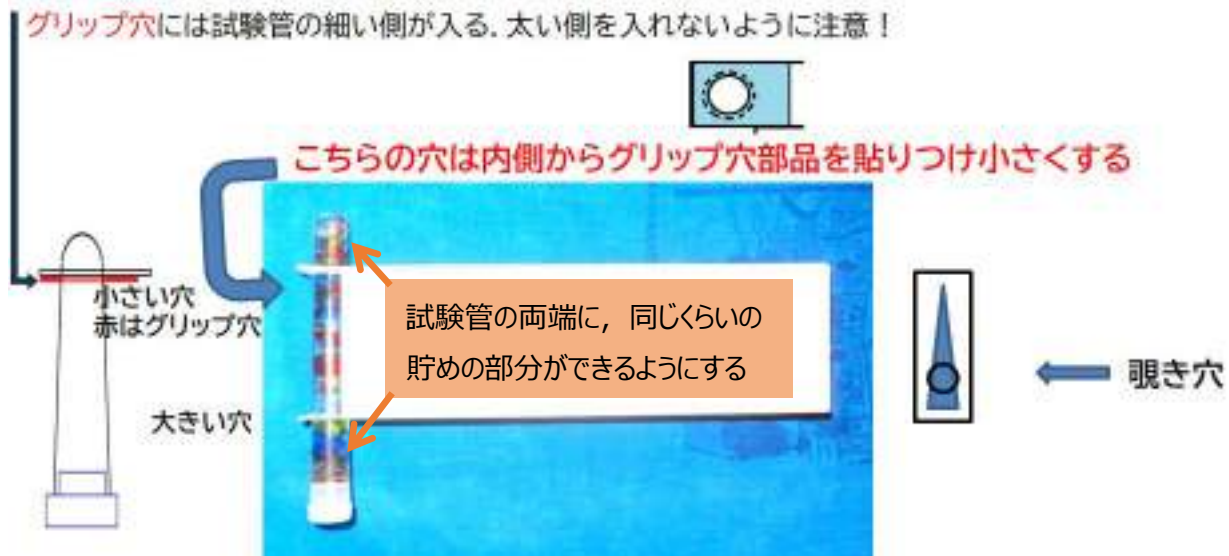 グリップ穴には試験管の細い側が入る. 太い側を入れないように注意！
こちらの穴は内側からグリップ穴部品を貼りつけ小さくする
小さい穴
赤はグリップ穴
試験管の両端に，同じくらいの
貯めの部分ができるようにする
覗き穴
大きい穴